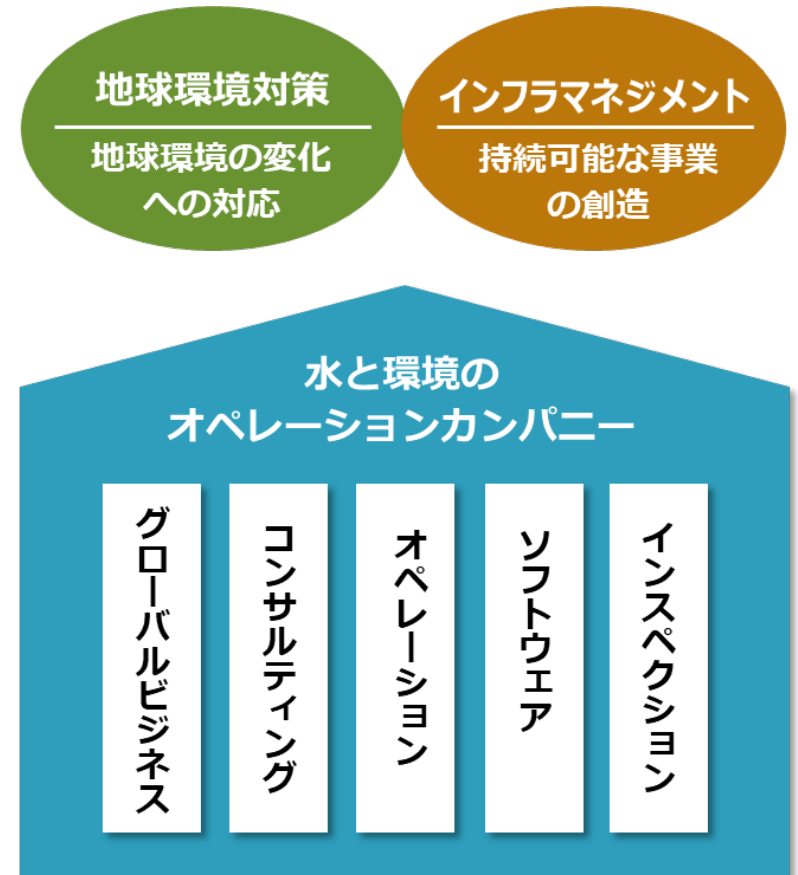 地球環境対策
地球環境の変化
への対応
インフラマネジメント
持続可能な事業
の創造
水と環境の
オペレーションカンパニー
グローバルビジネス
コンサルティング
オペレーション
ソフトウェア
インスペクション